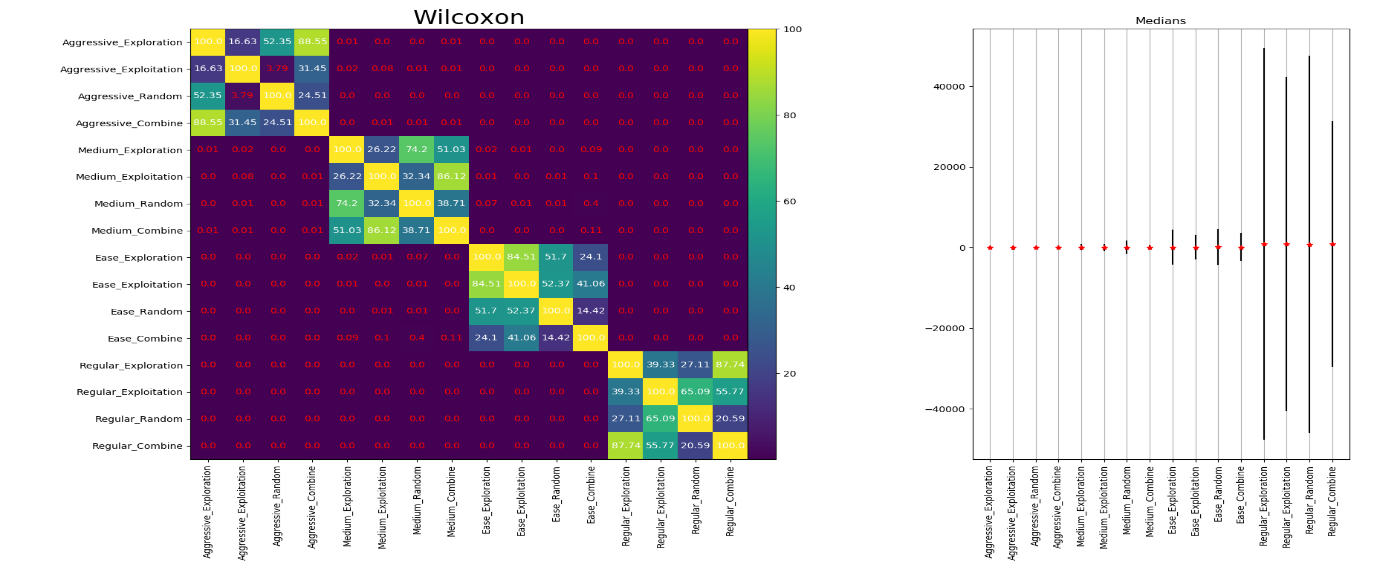 Wilcoxon
Aggressive_Exploration 100.0 16.63 52.35 88.55 0.01 0.0 0.0 0.01 0.0 0.0 0.0 0.0 0.0 0.0 0.0 0.0
Aggressive_Exploitation 16.63 100.0 3.79 31.45 0.02 0.01 0.01 0.0 0.0 0.0 0.0 0.0 0.0 0.0 0.0
Aggressive_Random 52.35 3.79 100.0 24.51 0.0 0.0 0.0 0.0 0.0 0.0 0.0 0.0 0.0 0.0 0.0 0.0
Aggressive_Combine 88.55 31.45 24.51 100.0 0.0 0.01 0.01 0.01 0.0 0.0 0.0 0.0 0.0 0.0 0.0 0.0
Medium_Exploration 0.01 0.02 0.0 0.0 100.0 26.22 74.2 51.03 0.02 0.01 0.0 0.09 0.0 0.0 0.0 0.0
Medium_Exploitation 0.0 0.01 26.22 100.0 32.34 86.12 0.01 0.0 0.01 0.1 0.0 0.0 0.0 0.0
Medium_Random 0.0 0.01 0.0 0.01 74.2 32.34 100.0 38.71 0.07 0.01 0.01 0.4 0.0 0.0 0.0 0.0
Medium_Combine 0.01 0.01 0.0 0.01 51.03 86.12 38.71 100.0 0.0 0.0 0.0 0.11 0.0 0.0 0.0 0.0
Ease_Exploration 0.0 0.0 0.0 0.0 0.02 0.01 0.07 0.0 100.0 84.51 51.7 24.1 0.0 0.0 0.0 0.0
Ease_Exploitation 0.0 0.0 0.0 0.0 0.01 0.0 0.01 0.0 84.51 100.0 52.37 41.06 0.0 0.0 0.0 0.0
Ease_Random 0.0 0.0 0.0 0.0 0.0 0.01 0.01 0.0 51.7 52.37 100.0 14.42 0.0 0.0 0.0 0.0
Ease_Combine 0.0 0.0 0.0 0.0 0.09 0.1 0.4 0.11 24.1 41.06 14.42 100.0 0.0 0.0 0.0 0.0
Regular_Exploration 0.0 0.0 0.0 0.0 0.0 0.0 0.0 0.0 0.0 0.0 0.0 0.0 100.0 39.33 27.11 87.74
Regular_Exploitation 0.0 0.0 0.0 0.0 0.0 0.0 0.0 0.0 0.0 0.0 0.0 0.0 39.33 100.0 65.09 55.77
Regular_Random 0.0 0.0 0.0 0.0 0.0 0.0 0.0 0.0 0.0 0.0 0.0 0.0 27.11 65.09 100.0 20.59
Regular_Combine 0.0 0.0 0.0 0.0 0.0 0.0 0.0 0.0 0.0 0.0 0.0 0.0 87.74 55.77 20.59 100.0
Aggressive_Exploration
Aggressive_Exploitation
Aggressive_Random
Aggressive_Combine
Medium_Exploration
Medium_Exploitation
Medium_Random
Medium_Combine
Ease_Exploration
Ease_Exploitation
Ease_Random
Ease_Combine
Regular_Exploration
Regular_Exploitation
Regular_Random
Regular_Combine
100
80
60
40
20
Medians
40000
20000
0
−20000
−40000
Aggressive_Exploration
Aggressive_Exploitation
Aggressive_Random
Aggressive_Combine
Medium_Exploration
Medium_Exploitation
Medium_Random
Medium_Combine
Ease_Exploration
Ease_Exploitation
Ease_Random
Ease_Combine
Regular_Exploration
Regular_Exploitation
Regular_Random
Regular_Combine